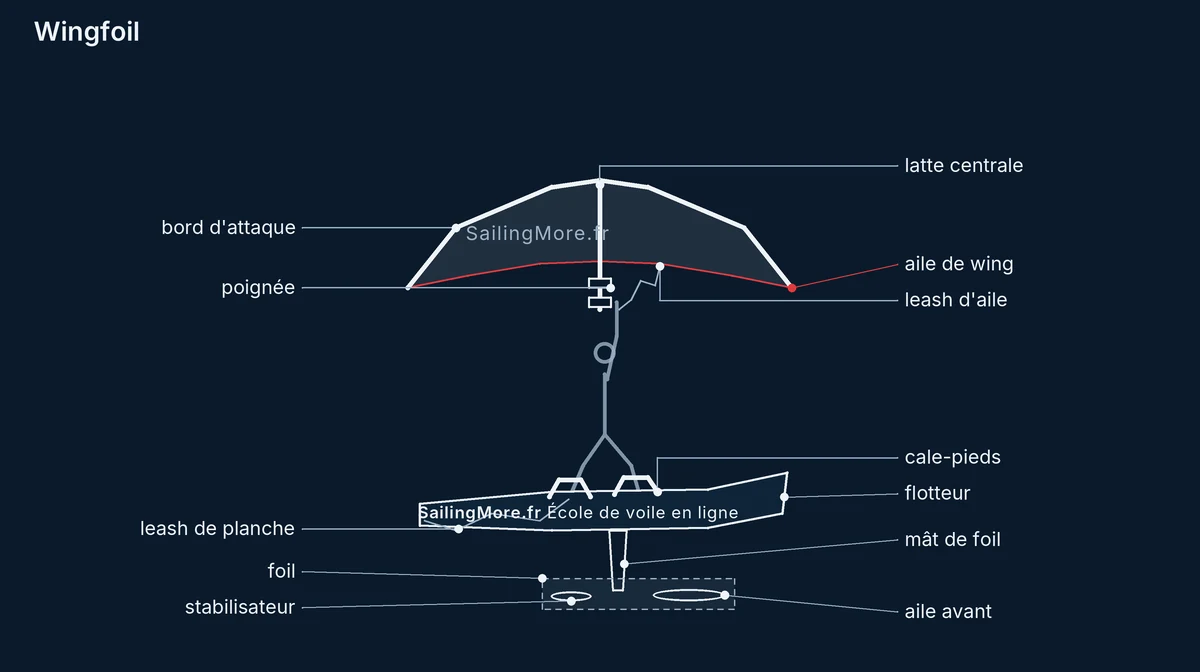 Wingfoil
latte centrale
bord d'attaque
SailingMore.fr
aile de wing
poignée
leash d'aile
cale-pieds
flotteur
SailingMore.fr École de voile en ligne
leash de planche
mât de foil
foil
stabilisateur
aile avant